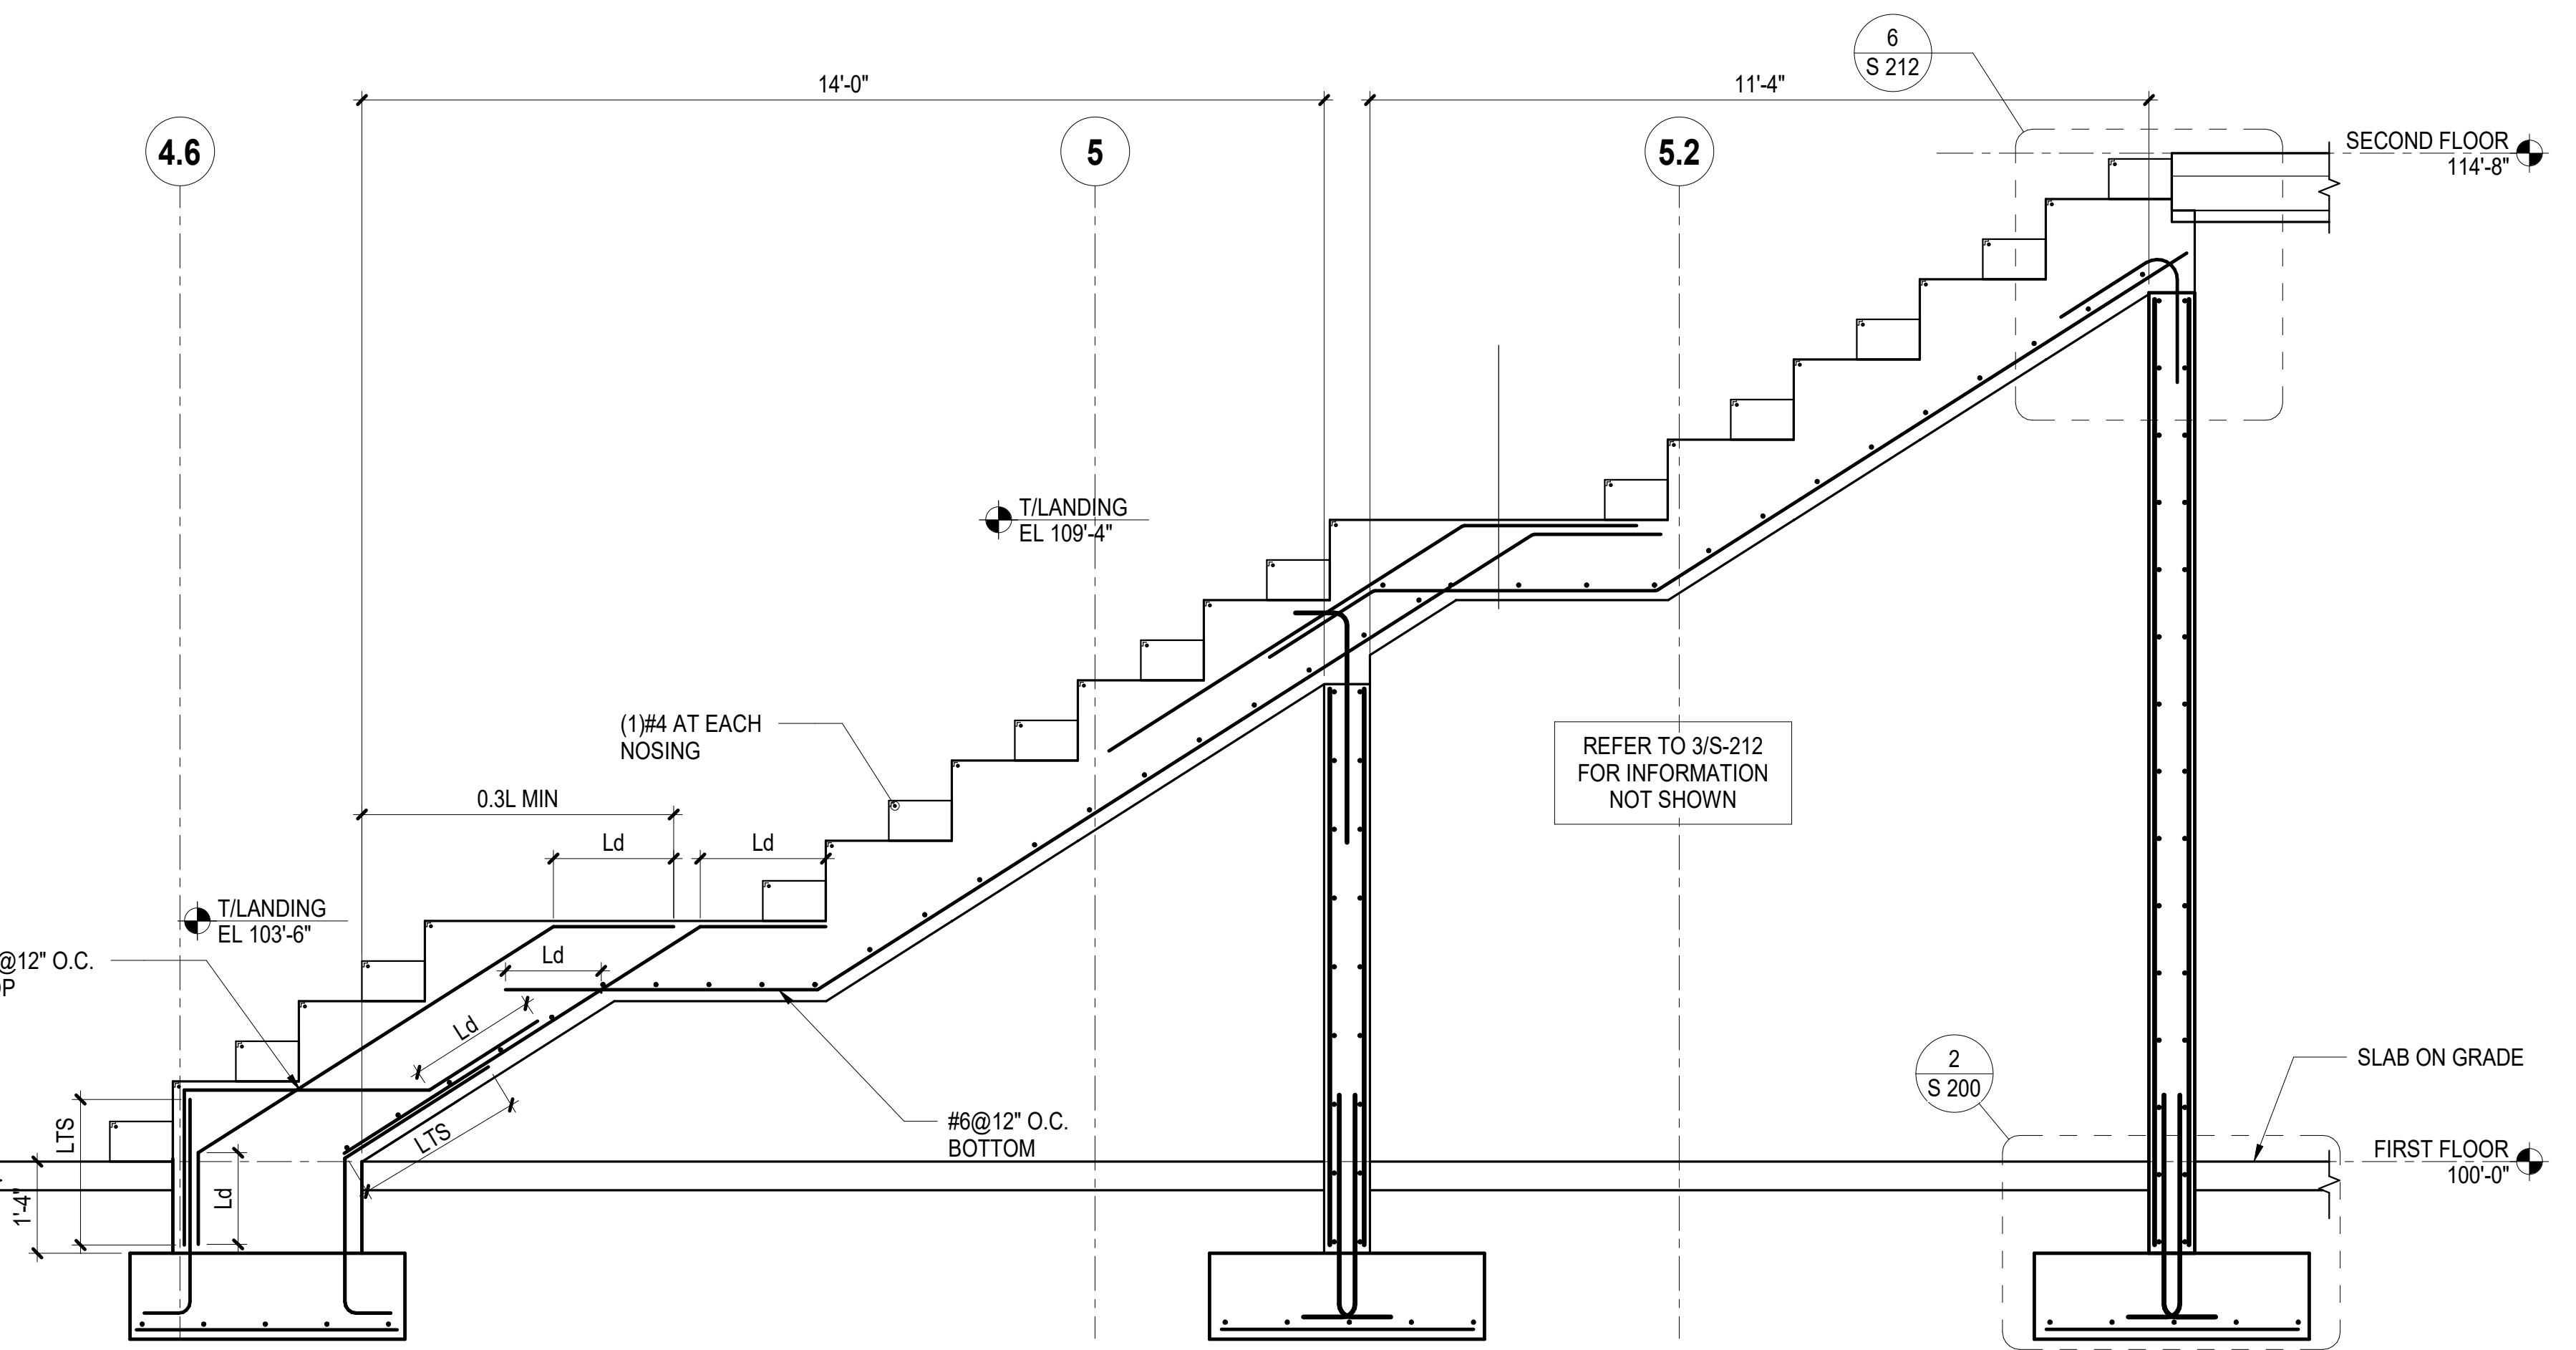 6
S 212
14'-0"
11'-4"
4.6
5
5.2
SECOND FLOOR
114'-8"
T/LANDING
EL 109'-4"
(1)#4 AT EACH
NOSING
REFER TO 3/S-212
FOR INFORMATION
NOT SHOWN
0.3L MIN
Ld
Ld
T/LANDING
EL 103'-6"
@12" O.C.
Ld
Ld
LTS
#6@12" O.C.
BOTTOM
LTS
Ld
1'-4"
2
S 200
SLAB ON GRADE
FIRST FLOOR
100'-0"